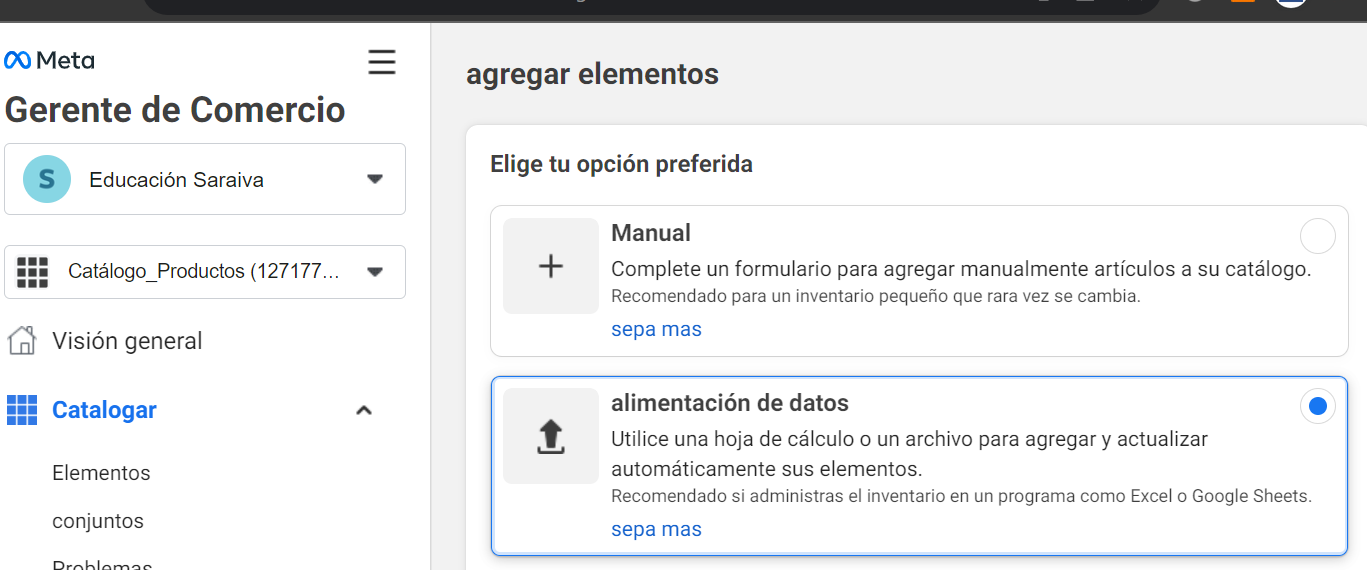 Meta
Gerente de Comercio
S
Educación Saraiva
Catálogo_Productos (127177...
Visión general
Catalogar
Elementos
conjuntos
Problemas
agregar elementos
Elige tu opción preferida
Manual
Complete un formulario para agregar manualmente artículos a su catálogo.
Recomendado para un inventario pequeño que rara vez se cambia.
sepa mas
alimentación de datos
Utilice una hoja de cálculo o un archivo para agregar y actualizar
automáticamente sus elementos.
Recomendado si administras el inventario en un programa como Excel o Google Sheets.
sepa mas